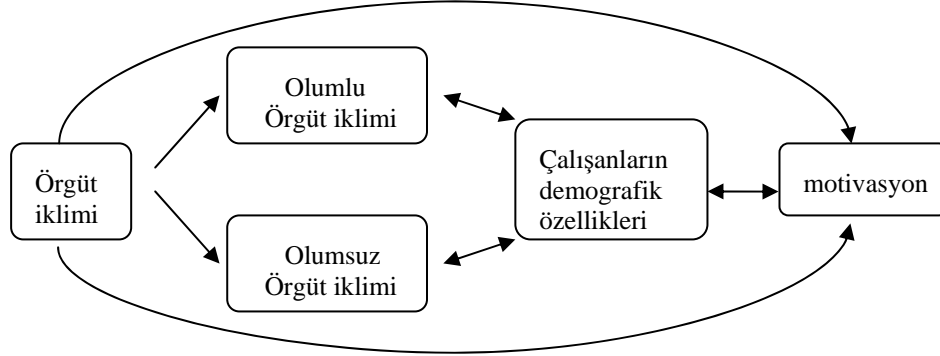 Örgüt
iklimi
Olumlu
Örgüt iklimi
Olumsuz
Örgüt iklimi
Çalışanların
demografik
özellikleri
motivasyon